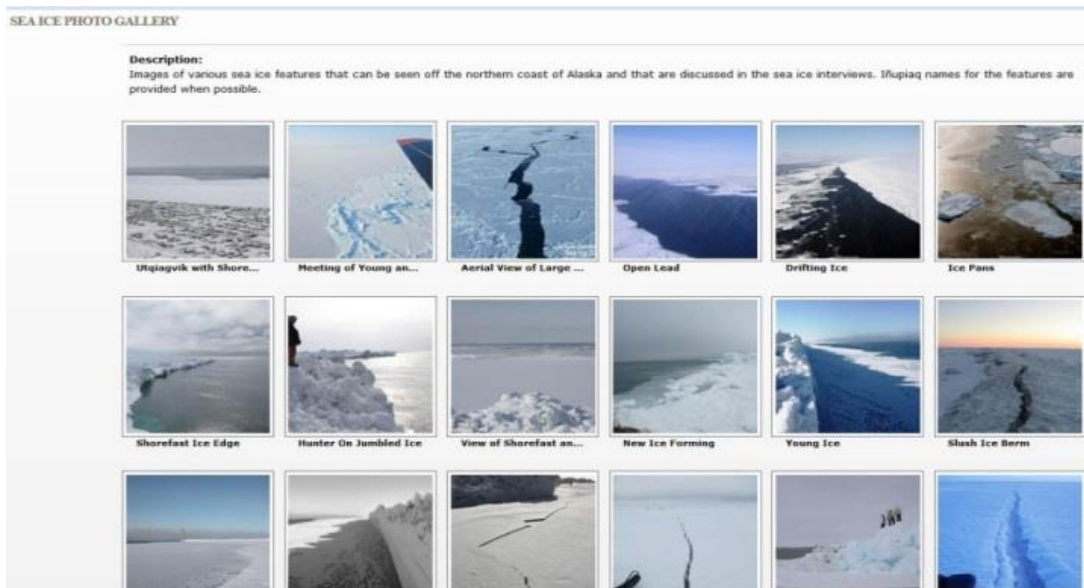 SEA ICE PHOTO GALLERY
Description:
Images of various sea ice features that can be seen off the northern coast of Alaska and that are discussed in the sea ice interviews. Iñupiaq names for the features are
provided when possible.
Utqiagvik with Shore... Meeting of Young an... Aerial View of Large ... Open Lead Drifting Ice Ice Pans
Shorefast Ice Edge Hunter On Jumbled Ice View of Shorefast an... New Ice Forming Young Ice Slush Ice Berm